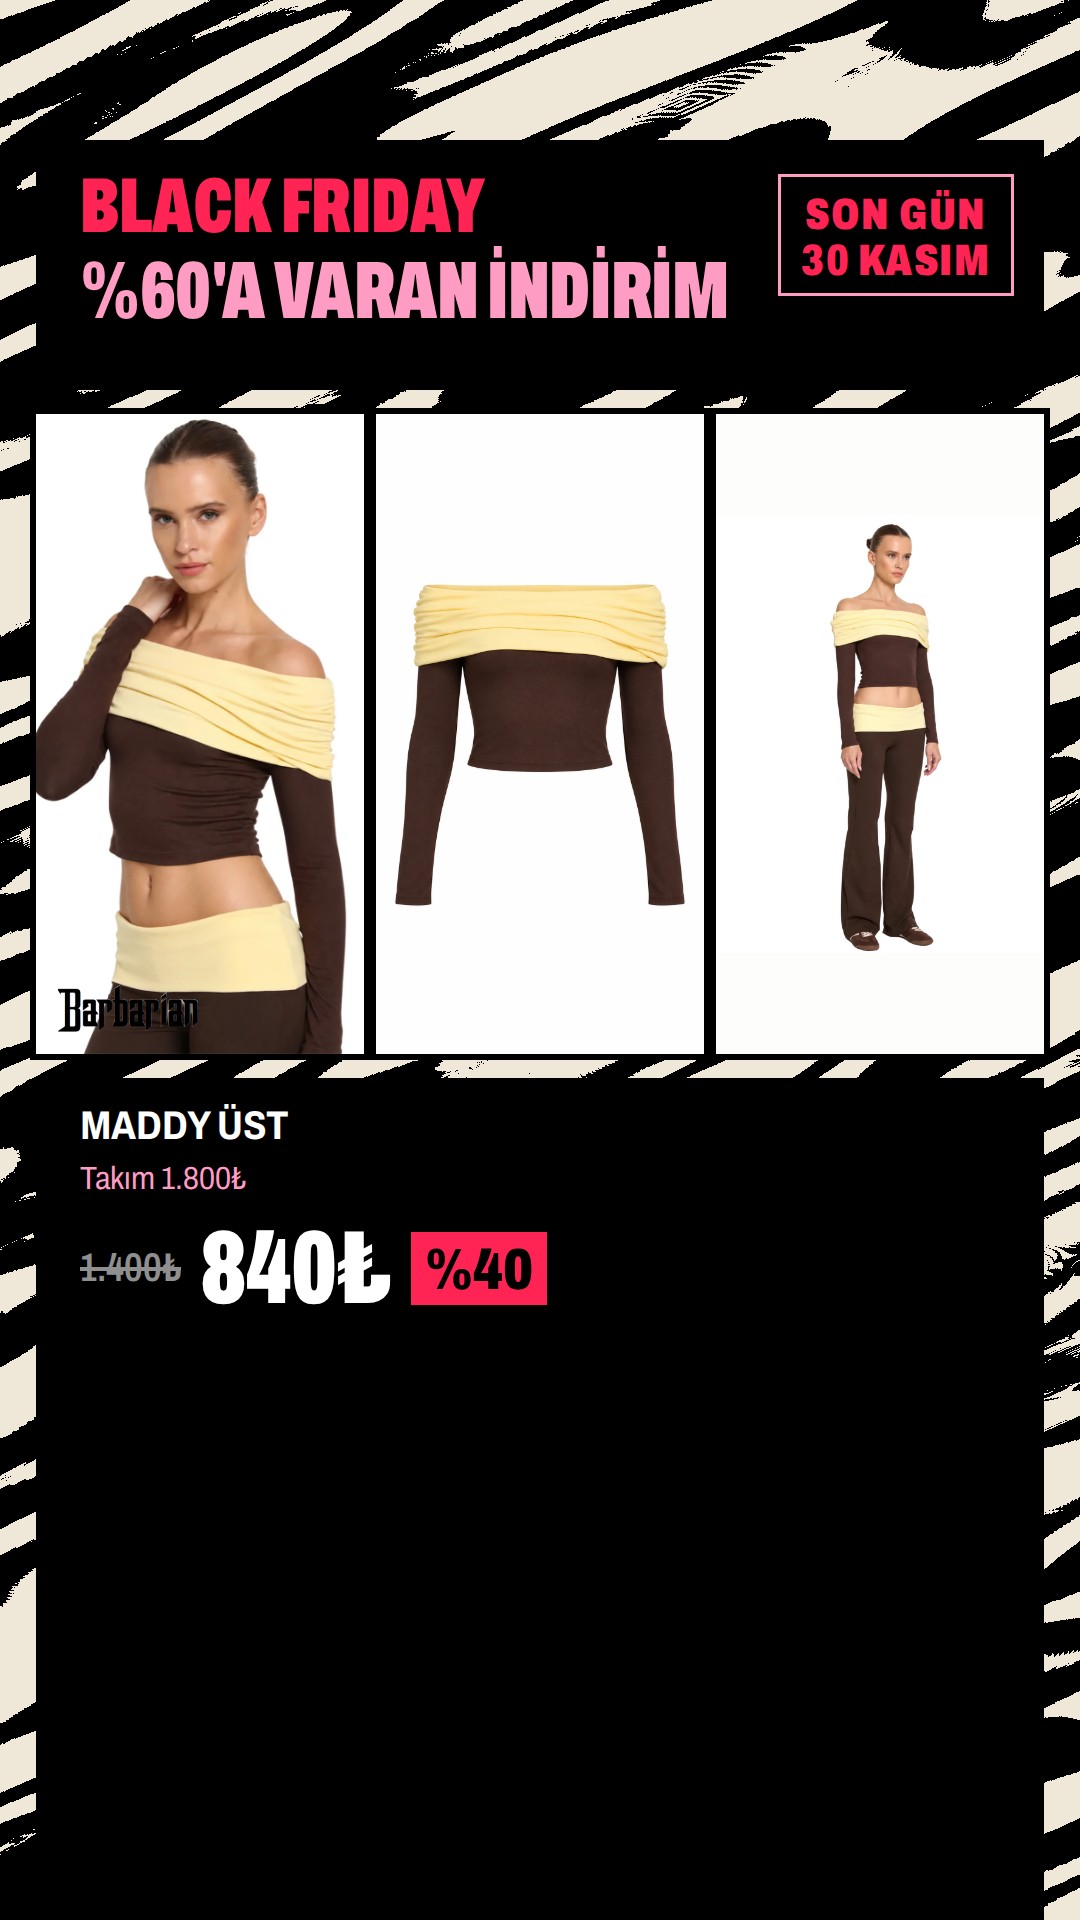 BLACK FRIDAY
%60'A VARAN İNDİRİM
SON GÜN
30 KASIM
Barbarian
MADDY ÜST
Takım 1.800₺
1.400₺ 840₺ %40